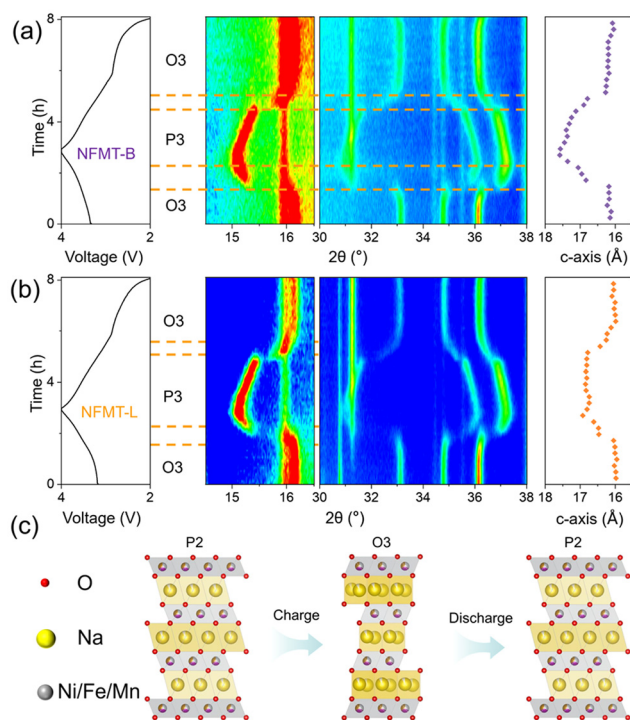 (a)
8
4
0
Time (h)
NFMT-B
4
2
Voltage (V)
O3
P3
O3
15
16
30
32
34
36
38
2θ (°)
18
17
16
15
c-axis (Å)
(b)
8
4
0
Time (h)
NFMT-L
4
2
Voltage (V)
O3
P3
O3
15
16
30
32
34
36
38
2θ (°)
18
17
16
15
c-axis (Å)
(c)
P2
O3
P2
O
Na
Ni/Fe/Mn
Charge
Discharge